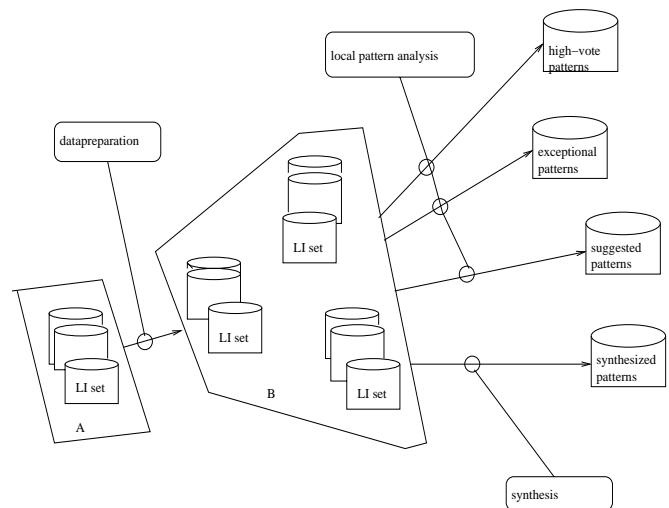 local pattern analysis
high−vote
patterns
datapreparation
exceptional
patterns
LI set
suggested
patterns
LI set
LI set
LI set
synthesized
patterns
B
A
synthesis